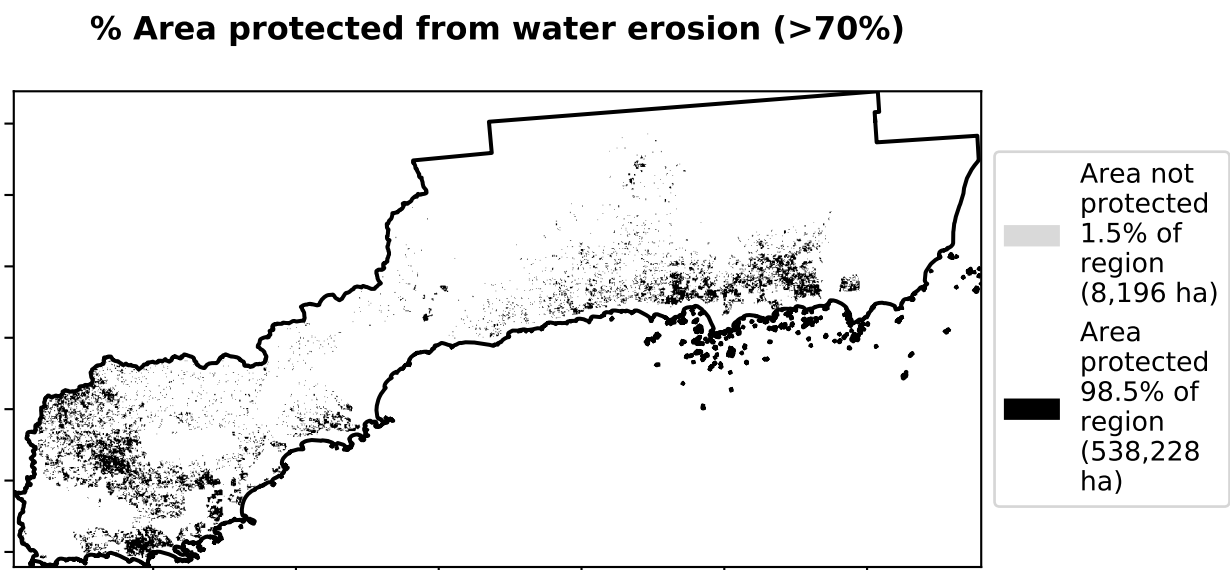 % Area protected from water erosion (>70%)
Area not
protected
1.5% of
region
(8,196 ha)
Area
protected
98.5% of
region
(538,228
ha)